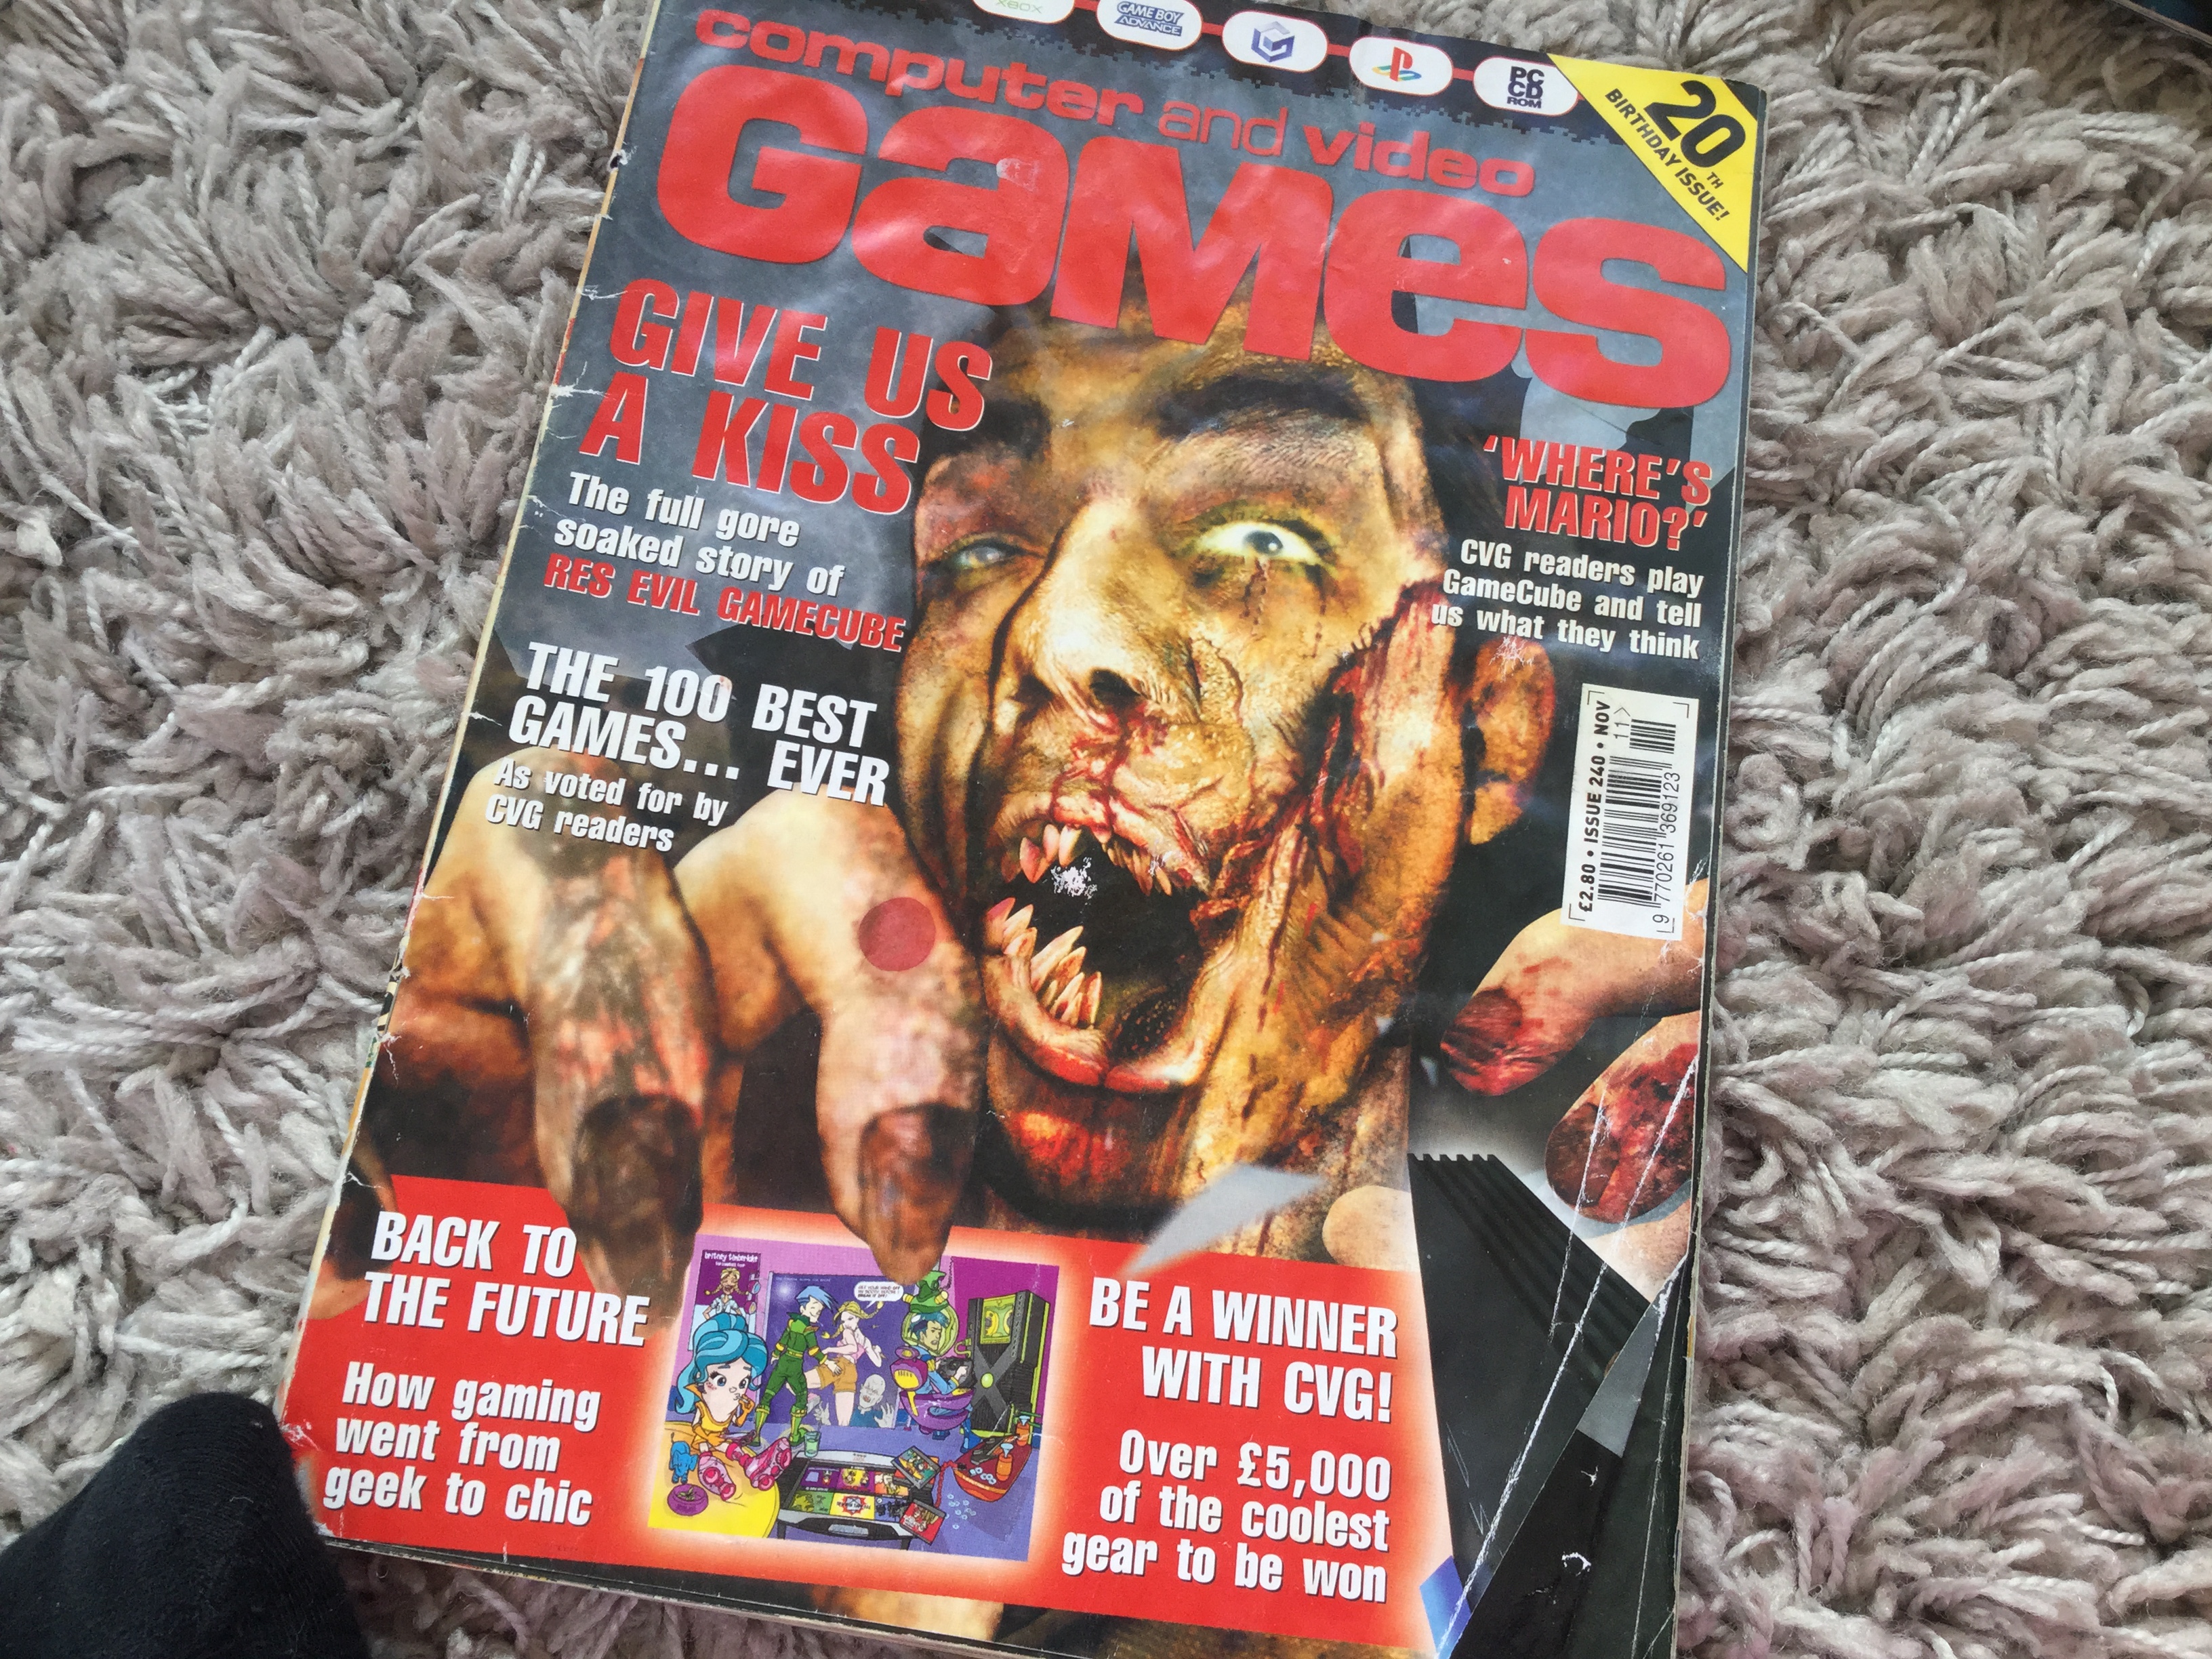 XBOX
GAME BOY
ADVANCE
PC
CD
ROM
20TH
BIRTHDAY ISSUE!
computer and video
Games
GIVE US
A KISS
The full gore
soaked story of
RES EVIL GAMECUBE
THE 100 BEST
GAMES... EVER
As voted for by
CVG readers
'WHERE'S
MARIO?'
CVG readers play
GameCube and tell
us what they think
£2.80 • ISSUE 240 • NOV
11>
9 770261 369123
BACK TO
THE FUTURE
How gaming
went from
geek to chic
BE A WINNER
WITH CVG!
Over £5,000
of the coolest
gear to be won